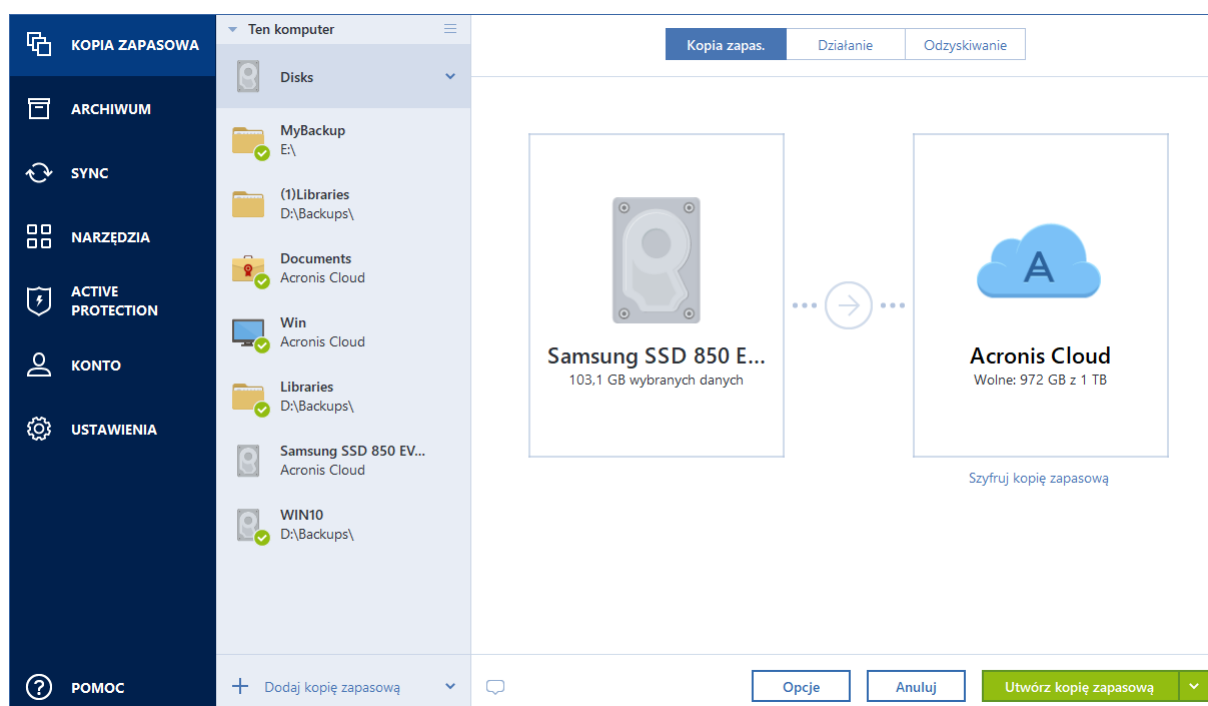 KOPIA ZAPASOWA
ARCHIWUM
SYNC
NARZĘDZIA
ACTIVE
PROTECTION
KONTO
USTAWIENIA
POMOC
Ten komputer
Disks
MyBackup
E:\
(1)Libraries
D:\Backups\
Documents
Acronis Cloud
Win
Acronis Cloud
Libraries
D:\Backups\
Samsung SSD 850 EV...
Acronis Cloud
WIN10
D:\Backups\
Dodaj kopię zapasową
Kopia zapas.
Działanie
Odzyskiwanie
Samsung SSD 850 E...
103,1 GB wybranych danych
Acronis Cloud
Wolne: 972 GB z 1 TB
Szyfruj kopię zapasową
Opcje
Anuluj
Utwórz kopię zapasową